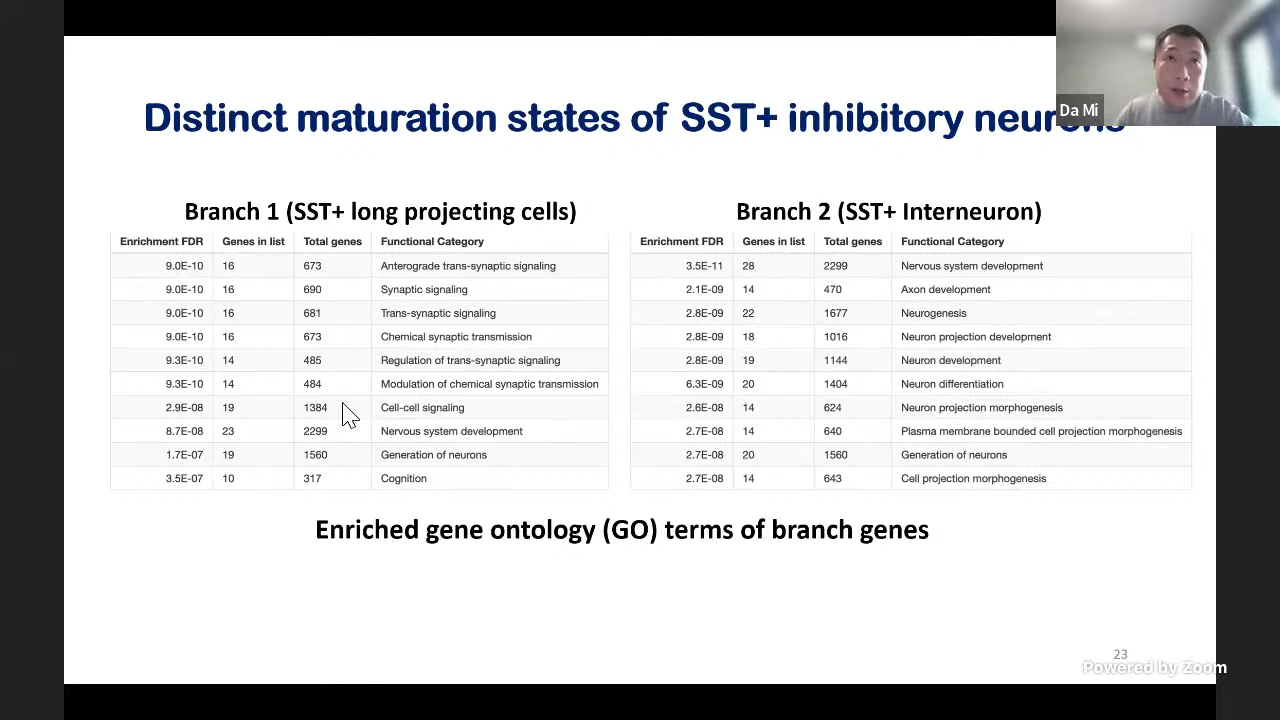 Distinct maturation states of SST+ inhibitory neurons
Da Mi
Branch 1 (SST+ long projecting cells)
Enrichment FDR Genes in list Total genes Functional Category
9.0E-10 16 673 Anterograde trans-synaptic signaling
9.0E-10 16 690 Synaptic signaling
9.0E-10 16 681 Trans-synaptic signaling
9.0E-10 16 673 Chemical synaptic transmission
9.3E-10 14 485 Regulation of trans-synaptic signaling
9.3E-10 14 484 Modulation of chemical synaptic transmission
2.9E-08 19 1384 Cell-cell signaling
8.7E-08 23 2299 Nervous system development
1.7E-07 19 1560 Generation of neurons
3.5E-07 10 317 Cognition
Branch 2 (SST+ Interneuron)
Enrichment FDR Genes in list Total genes Functional Category
3.5E-11 28 2299 Nervous system development
2.1E-09 14 470 Axon development
2.8E-09 22 1677 Neurogenesis
2.8E-09 18 1016 Neuron projection development
2.8E-09 19 1144 Neuron development
6.3E-09 20 1404 Neuron differentiation
2.6E-08 14 624 Neuron projection morphogenesis
2.7E-08 14 640 Plasma membrane bounded cell projection morphogenesis
2.7E-08 20 1560 Generation of neurons
2.7E-08 14 643 Cell projection morphogenesis
Enriched gene ontology (GO) terms of branch genes
23
Powered by Zoom